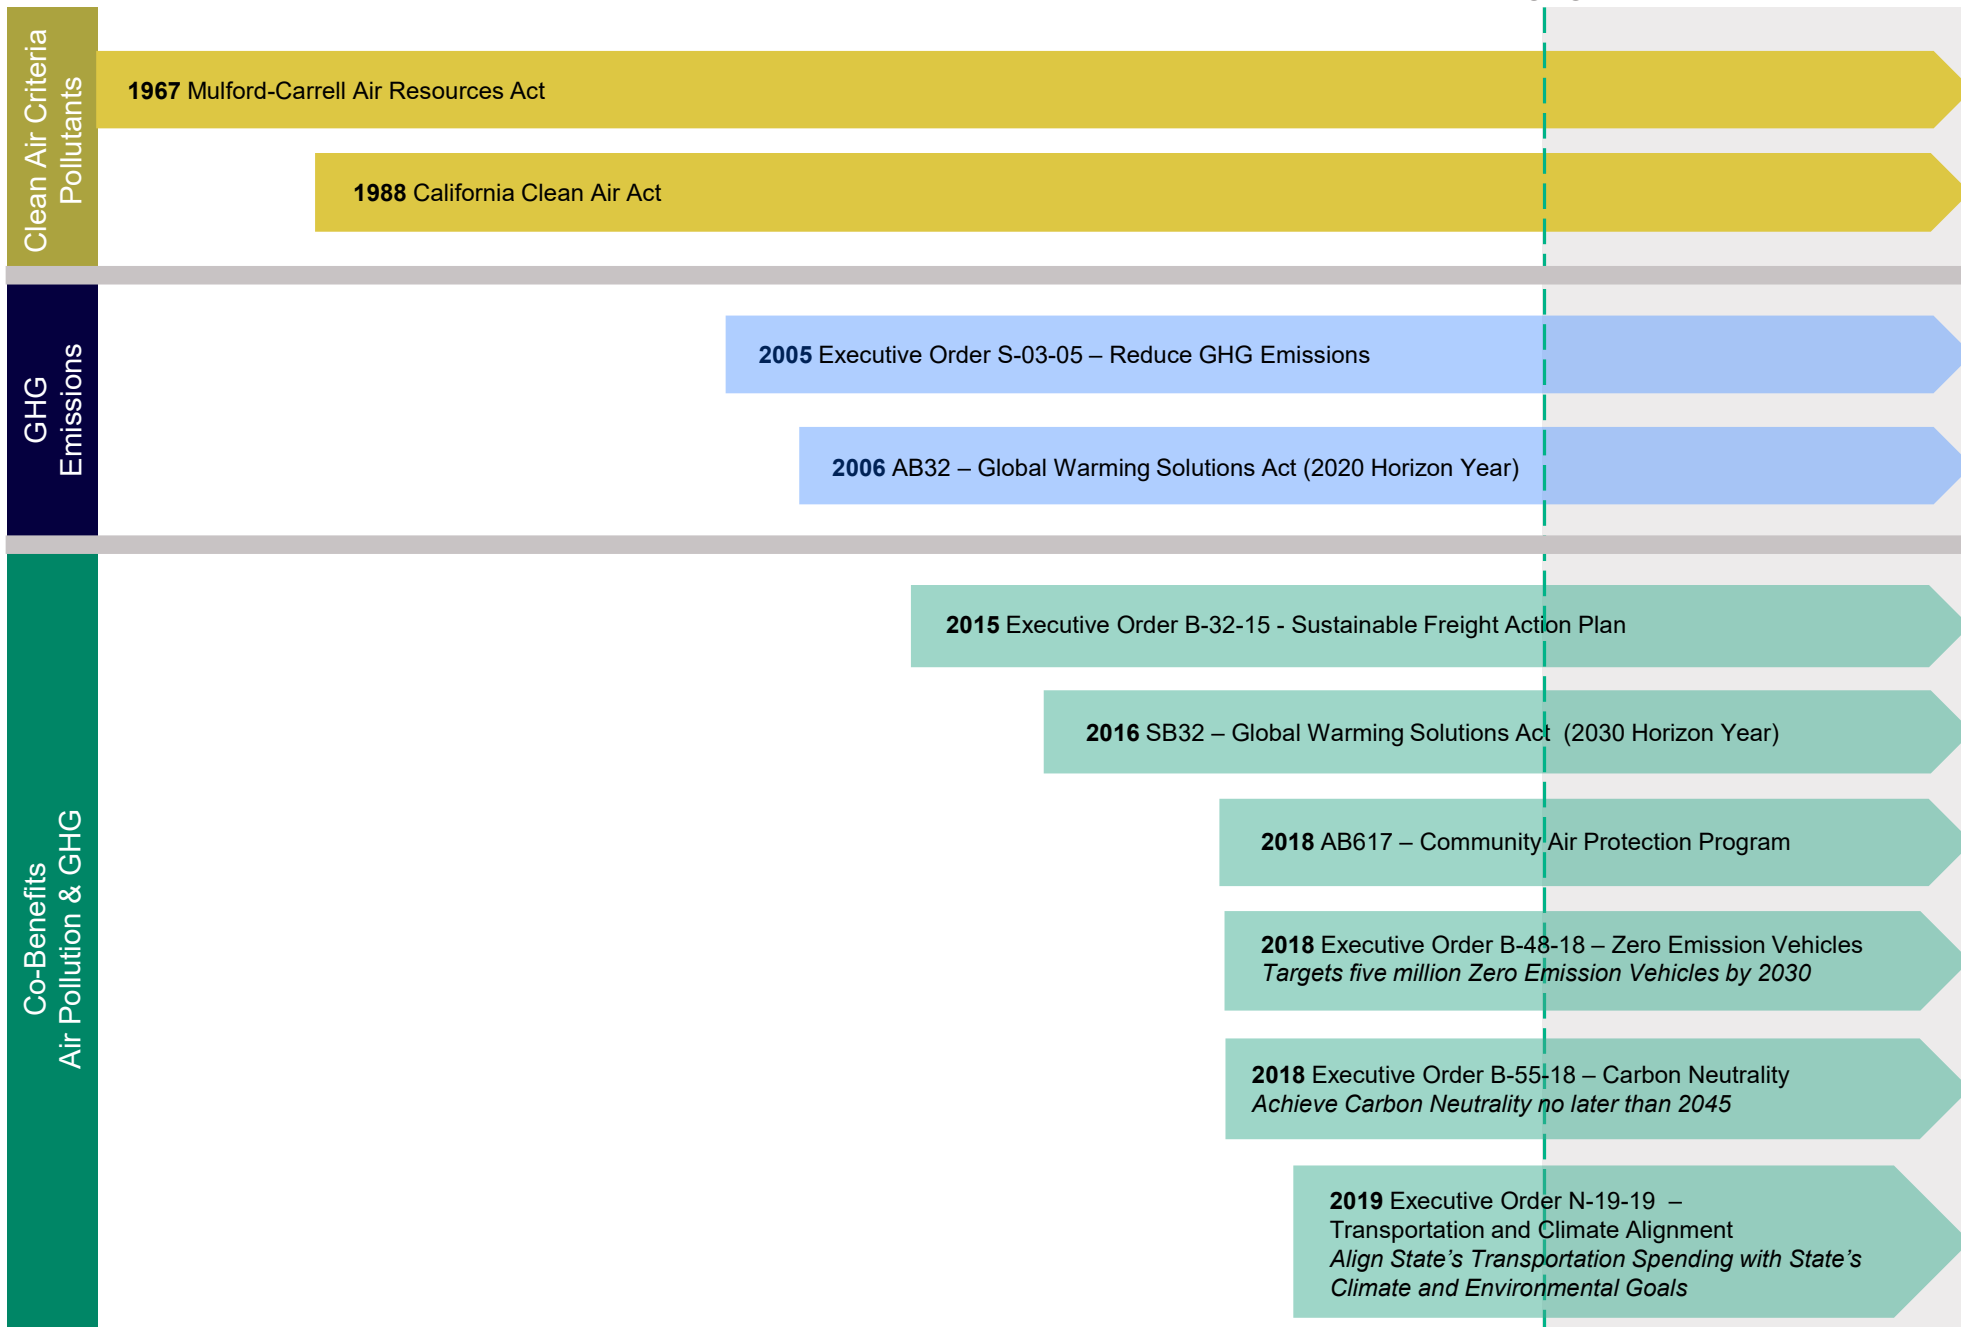 Clean Air Criteria
Pollutants
1967 Mulford-Carrell Air Resources Act
1988 California Clean Air Act
GHG
Emissions
2005 Executive Order S-03-05 – Reduce GHG Emissions
2006 AB32 – Global Warming Solutions Act (2020 Horizon Year)
Co-Benefits
Air Pollution & GHG
2015 Executive Order B-32-15 - Sustainable Freight Action Plan
2016 SB32 – Global Warming Solutions Act (2030 Horizon Year)
2018 AB617 – Community Air Protection Program
2018 Executive Order B-48-18 – Zero Emission Vehicles
Targets five million Zero Emission Vehicles by 2030
2018 Executive Order B-55-18 – Carbon Neutrality
Achieve Carbon Neutrality no later than 2045
2019 Executive Order N-19-19 –
Transportation and Climate Alignment
Align State’s Transportation Spending with State’s
Climate and Environmental Goals